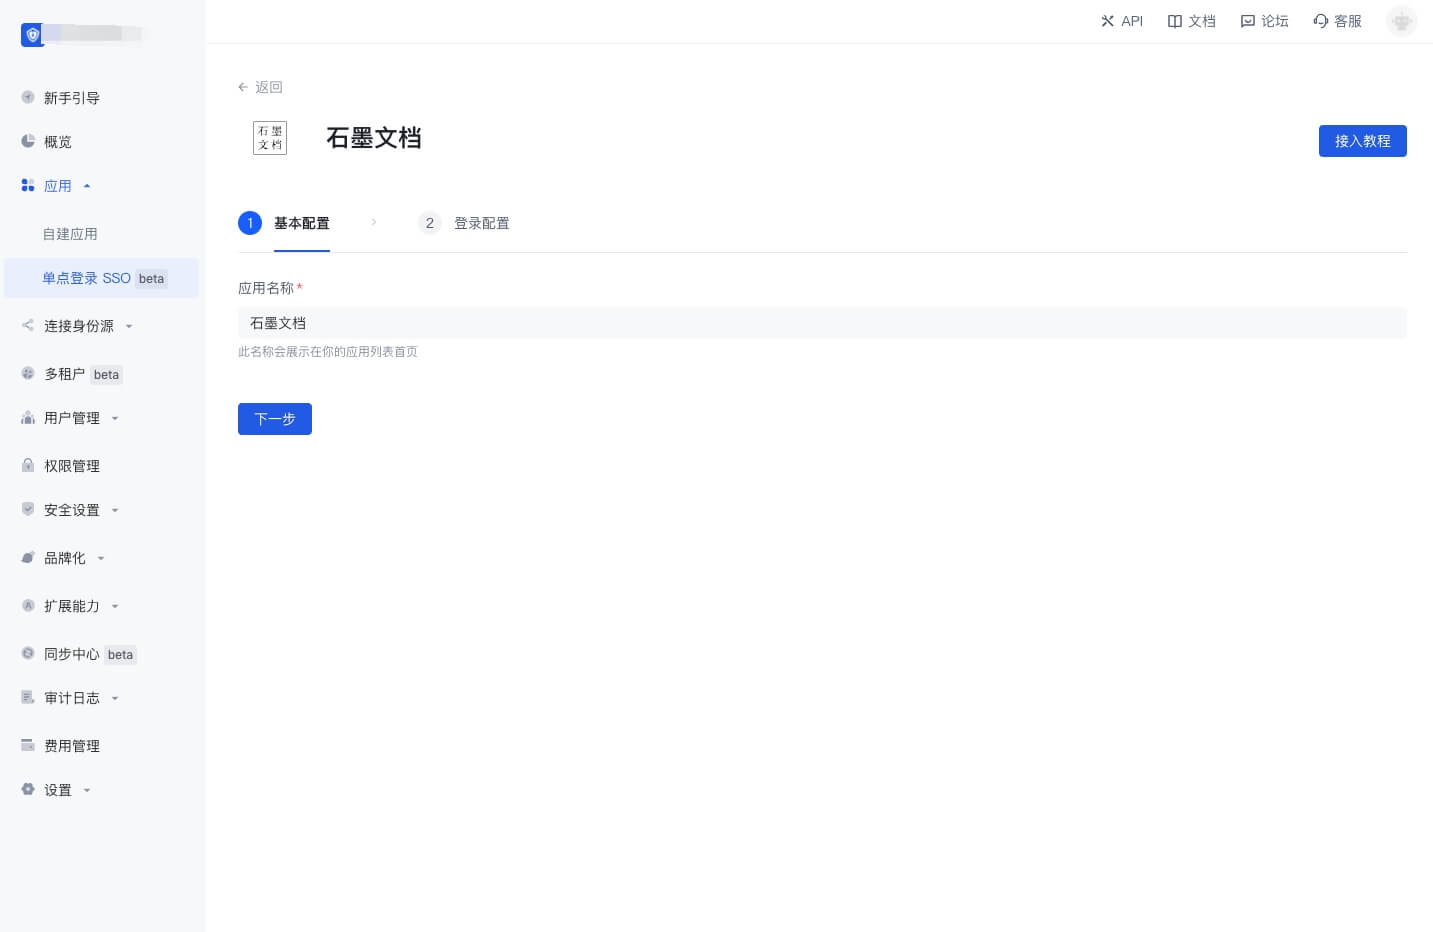 API
文档
论坛
客服
新手引导
概览
应用
自建应用
单点登录 SSO beta
连接身份源
多租户 beta
用户管理
权限管理
安全设置
品牌化
扩展能力
同步中心 beta
审计日志
费用管理
设置
返回
石墨
文档
石墨文档
接入教程
1 基本配置
2 登录配置
应用名称*
石墨文档
此名称会展示在你的应用列表首页
下一步